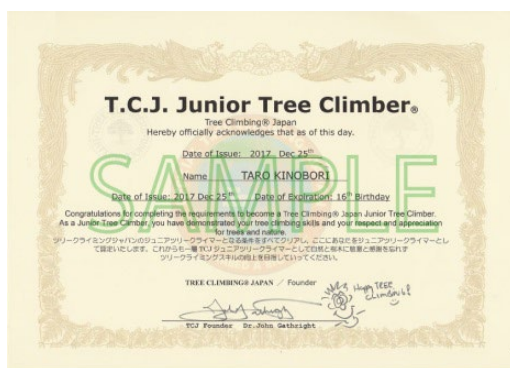 T.C.J. Junior Tree Climber®
Tree Climbing® Japan
Hereby officially acknowledges that as of this day.
Date of Issue: 2017 Dec 25th
Name TARO KINOBORI
Date of Issue: 2017 Dec 25th Date of Expiration: 16th Birthday
SAMPLE
Congratulations for completing the requirements to become a Tree Climbing® Japan Junior Tree Climber.
As a Junior Tree Camber, you have demonstrated your tree climbing skills and your respect and appreciation
for trees and nature.
ツリークライミングジャパンのジュニアツリークライマーとなる条件をすべてクリアし、ここにあなたをジュニアツリークライマーとし
て認定いたします。これからも一層TCJジュニアツリークライマーとして自然と樹木に敬意と感謝を忘れず
ツリークライミングスキルの向上を目指していってください。
TREE CLIMBING® JAPAN / Founder
Happy TREE
climbing!
TCJ Founder Dr.John Gathright